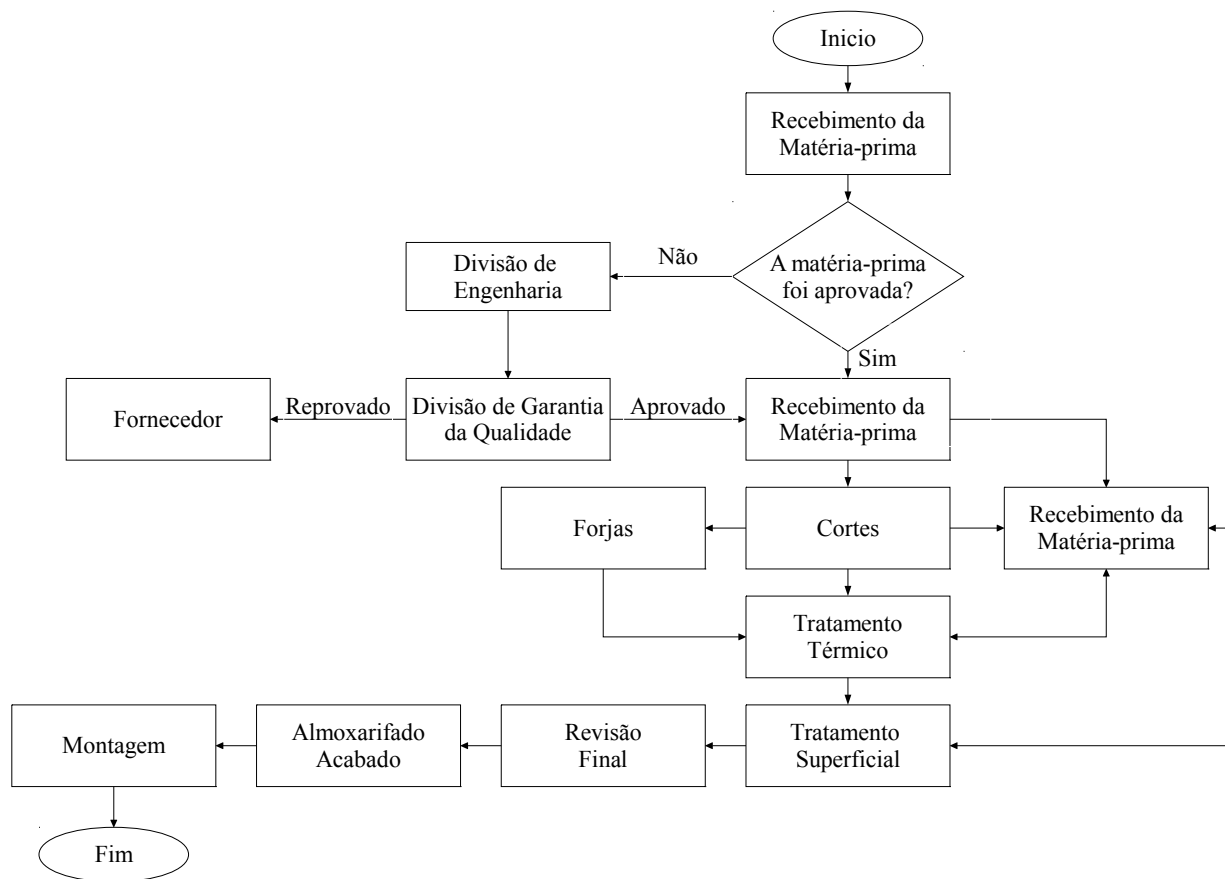 Inicio
Recebimento da
Matéria-prima
A matéria-prima
foi aprovada?
Não
Divisão de
Engenharia
Sim
Fornecedor
Reprovado
Divisão de Garantia
da Qualidade
Aprovado
Recebimento da
Matéria-prima
Forjas
Cortes
Recebimento da
Matéria-prima
Tratamento
Térmico
Montagem
Almoxarifado
Acabado
Revisão
Final
Tratamento
Superficial
Fim